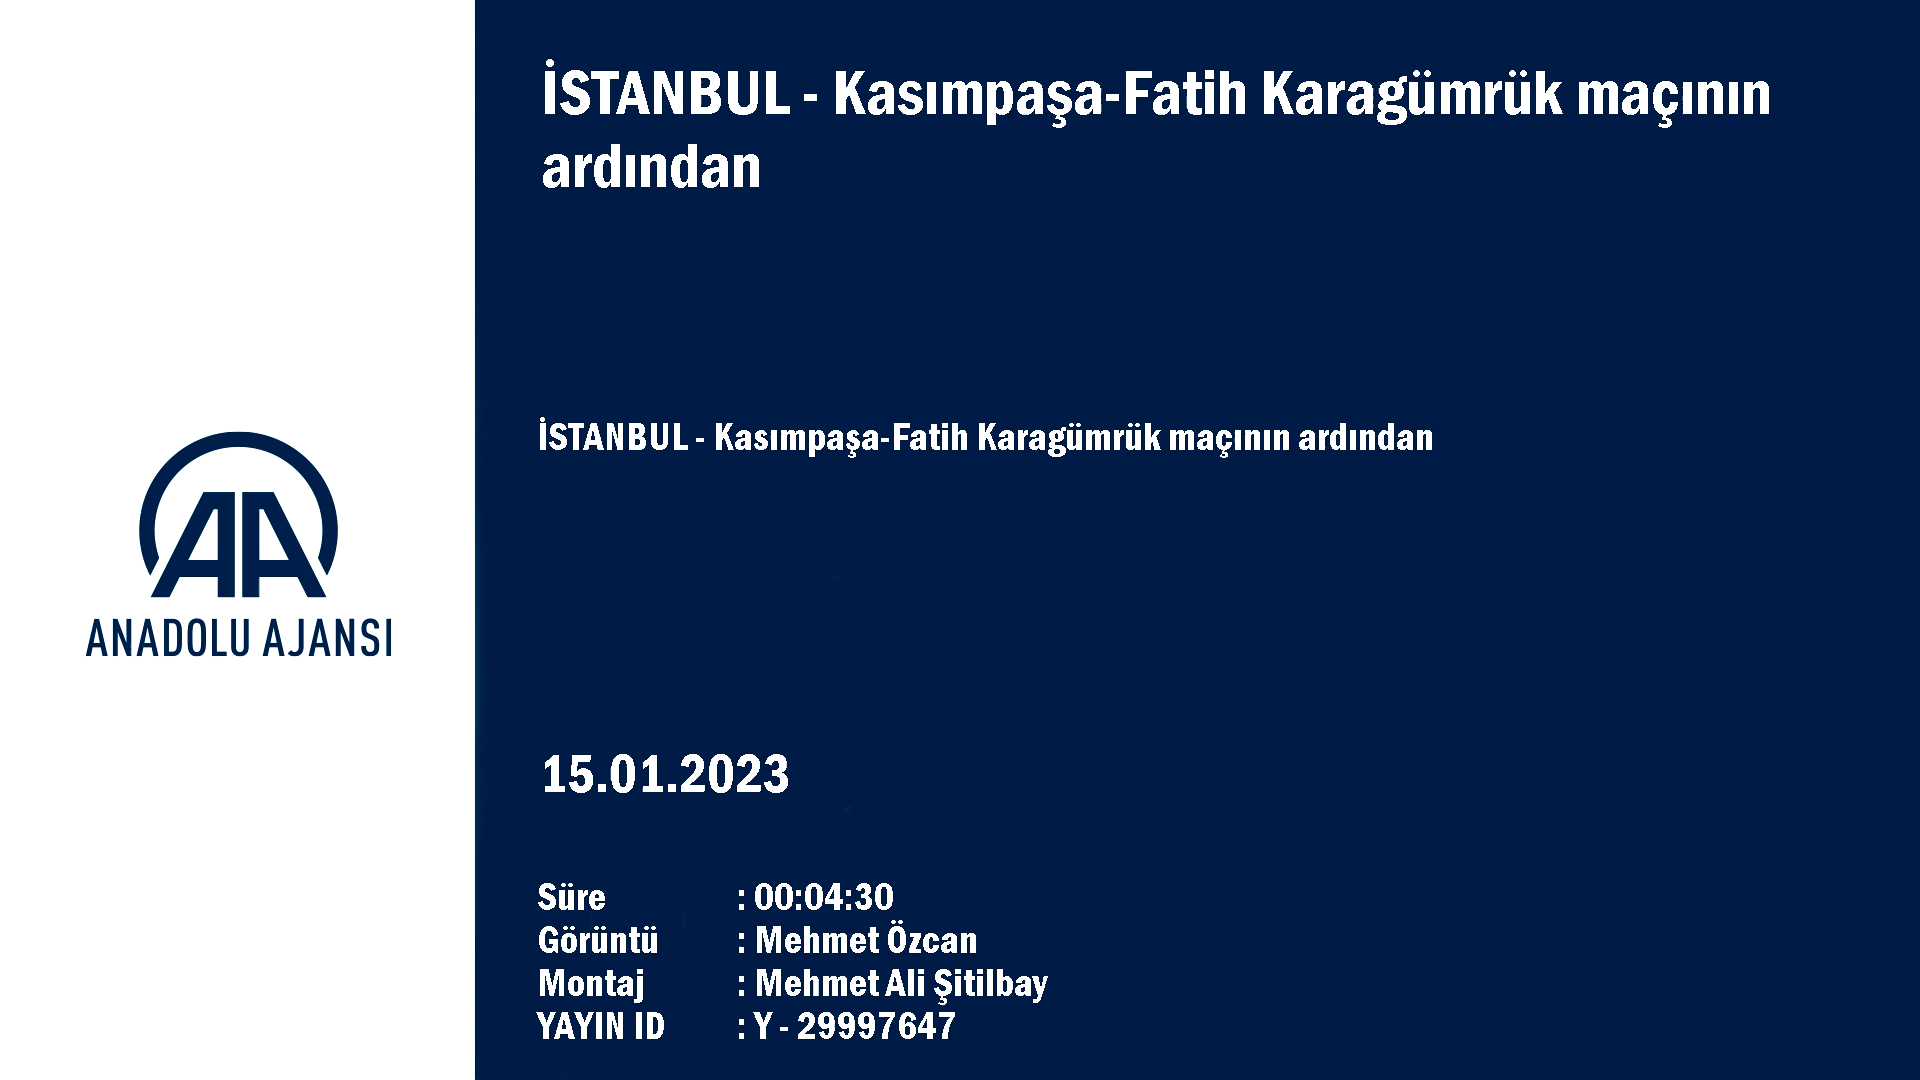 İSTANBUL - Kasımpaşa-Fatih Karagümrük maçının
ardından
İSTANBUL - Kasımpaşa-Fatih Karagümrük maçının ardından
AA
ANADOLU AJANSI
15.01.2023
Süre : 00:04:30
Görüntü : Mehmet Özcan
Montaj : Mehmet Ali Şitilbay
YAYIN ID : Y - 29997647